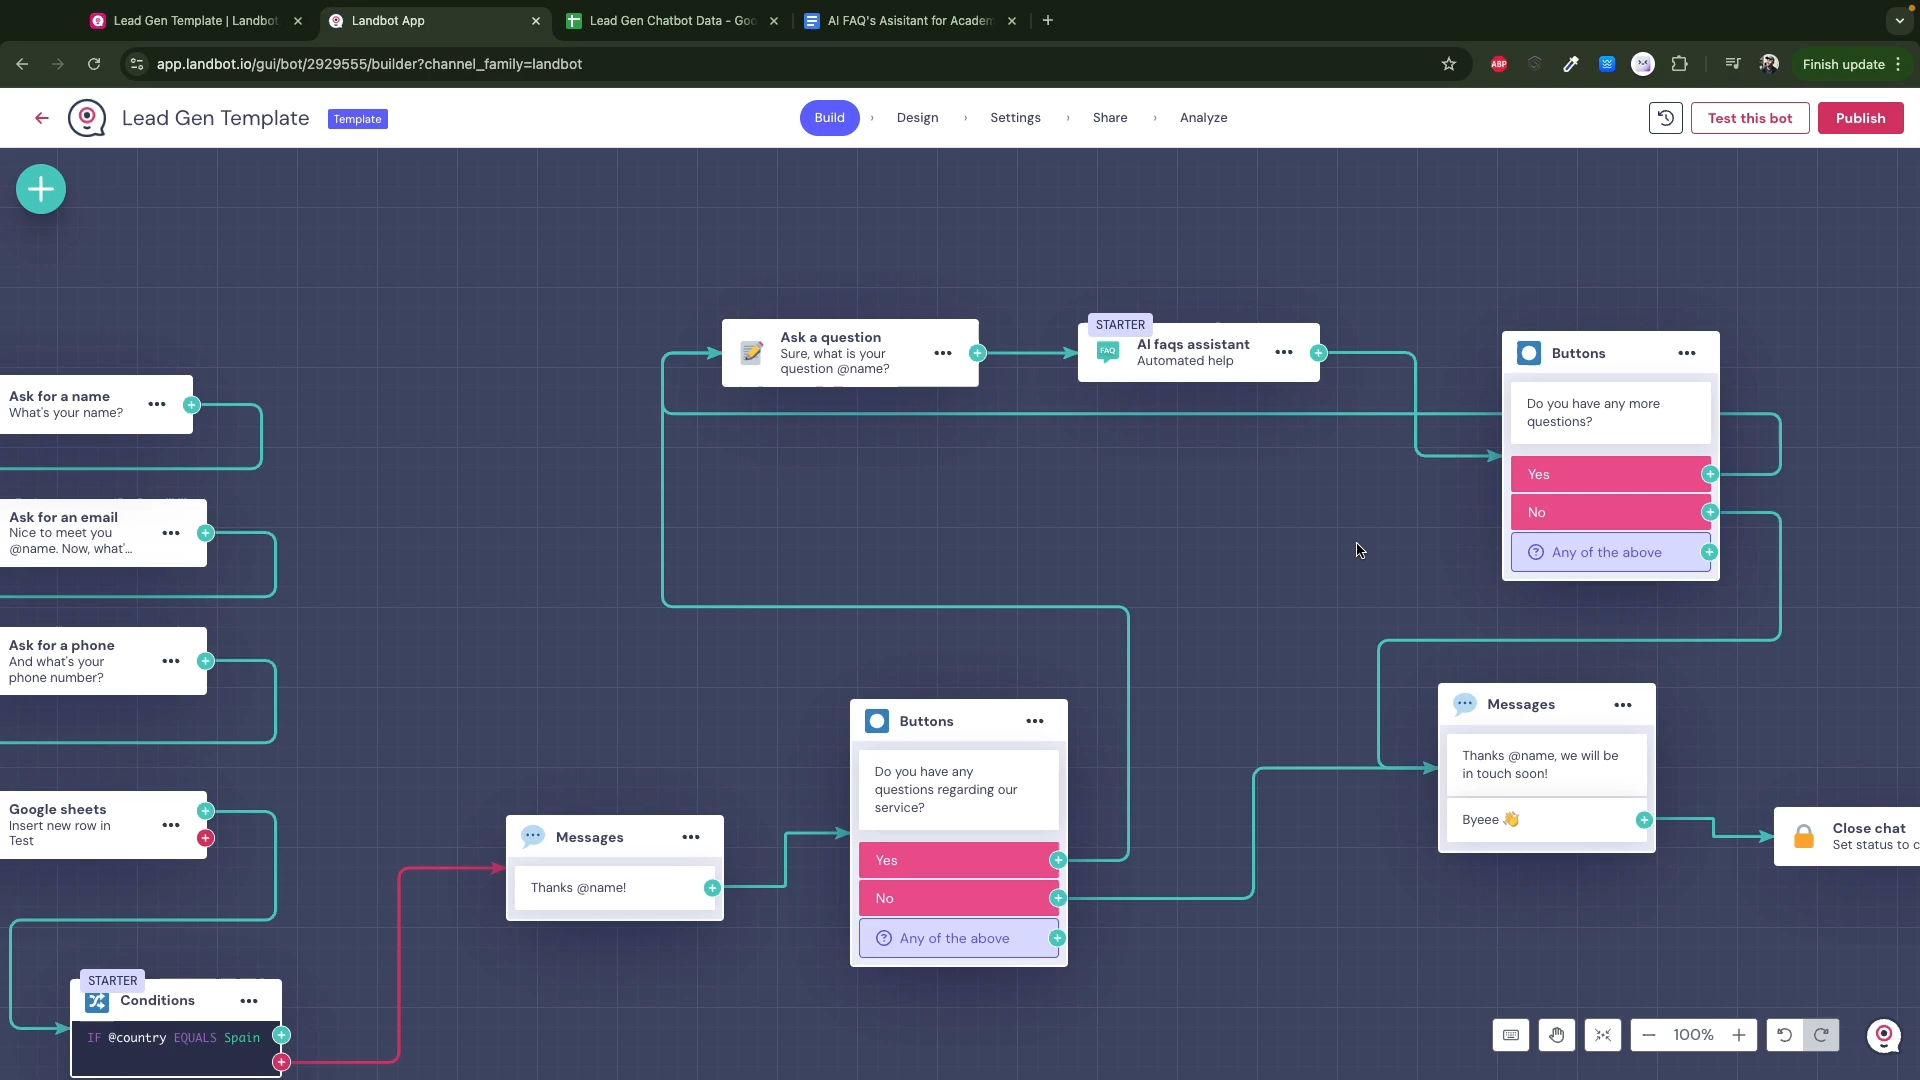 Lead Gen Template | Landbot
Landbot App
Lead Gen Chatbot Data - Goo
AI FAQ's Asisitant for Academ
app.landbot.io/gui/bot/2929555/builder?channel_family=landbot
ABP
Finish update
Lead Gen Template
Template
Build
Design
Settings
Share
Analyze
Test this bot
Publish
Ask a question
Sure, what is your
question @name?
STARTER
FAQ
AI faqs assistant
Automated help
Buttons
Do you have any more
questions?
Yes
No
Any of the above
Ask for a name
What's your name?
Ask for an email
Nice to meet you
@name. Now, what'...
Ask for a phone
And what's your
phone number?
Google sheets
Insert new row in
Test
Messages
Thanks @name!
Buttons
Do you have any
questions regarding our
service?
Yes
No
Any of the above
Messages
Thanks @name, we will be
in touch soon!
Byeee 👋
Close chat
Set status to c
STARTER
Conditions
IF @country EQUALS Spain
100%